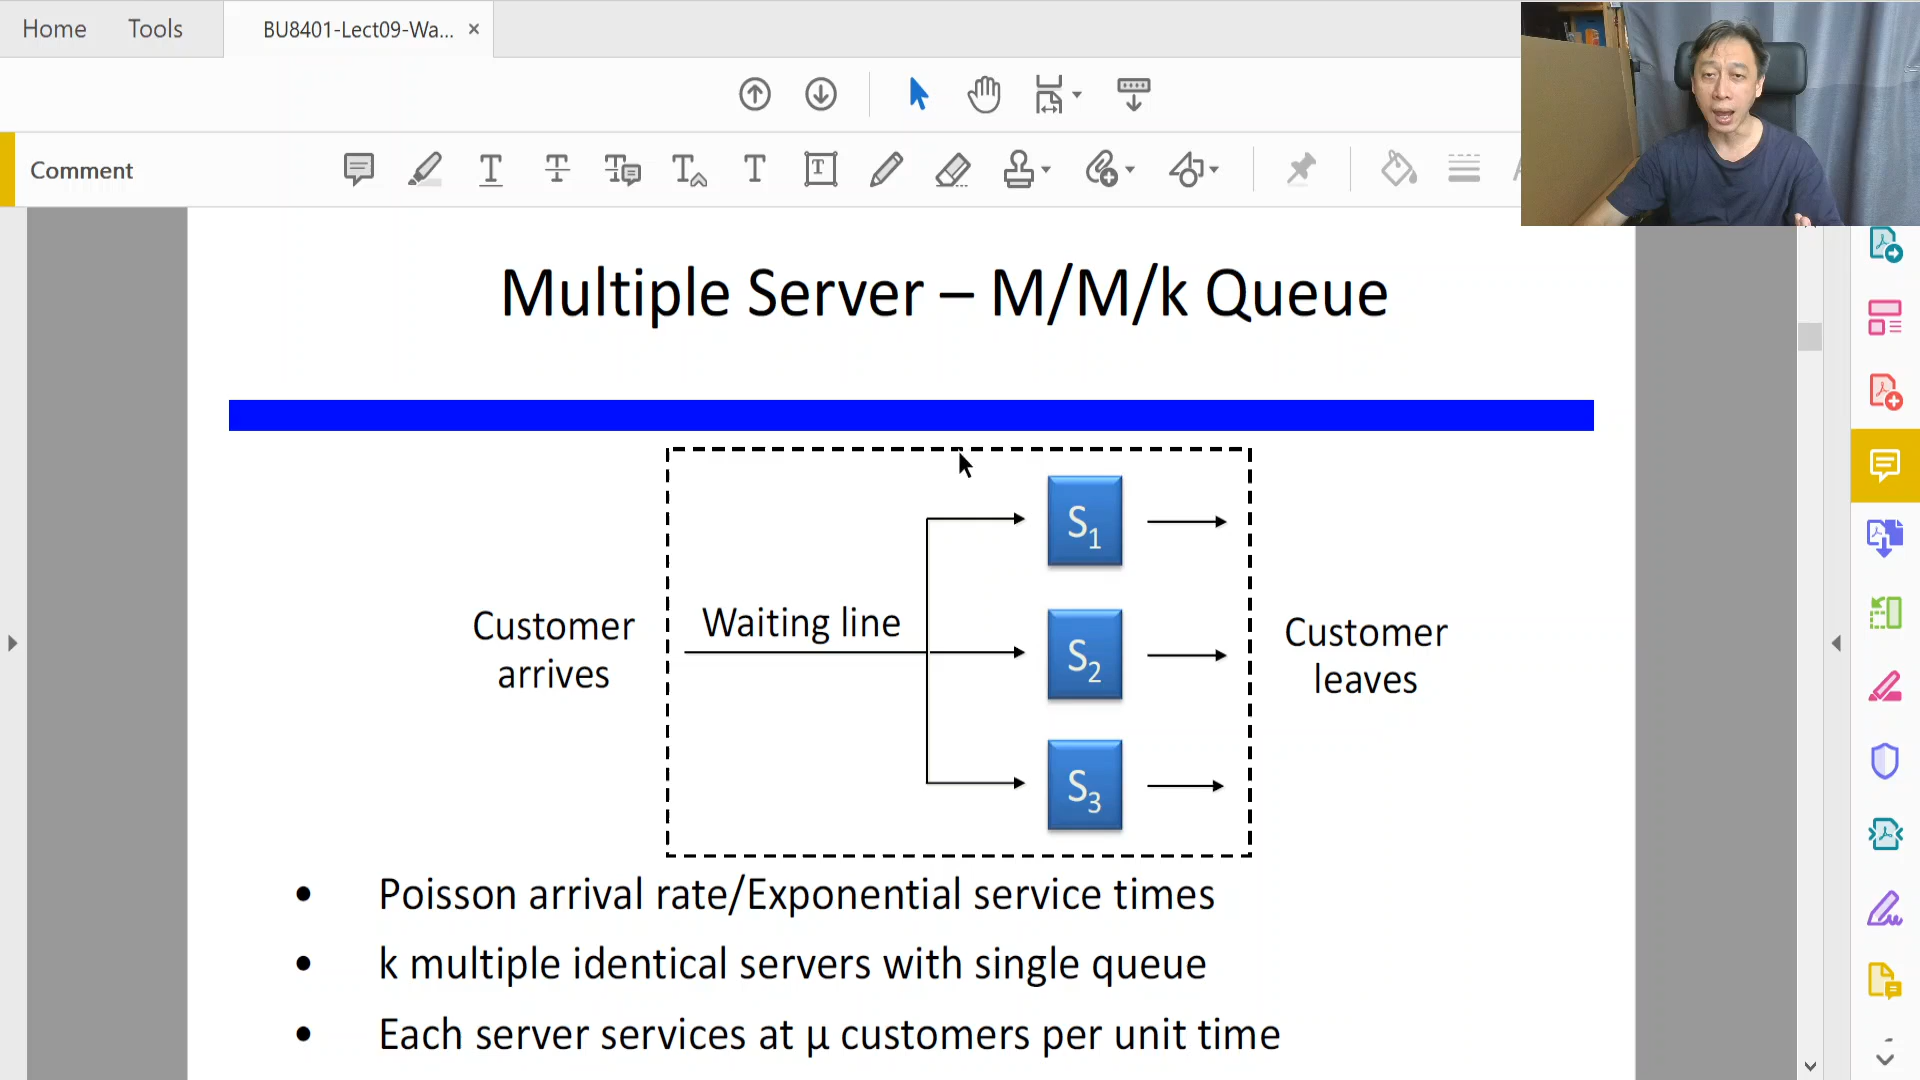 Home Tools BU8401-Lect09-Wa... ×
Comment
Multiple Server – M/M/k Queue
S1
Customer arrives
Waiting line
S2
Customer leaves
S3
• Poisson arrival rate/Exponential service times
• k multiple identical servers with single queue
• Each server services at μ customers per unit time